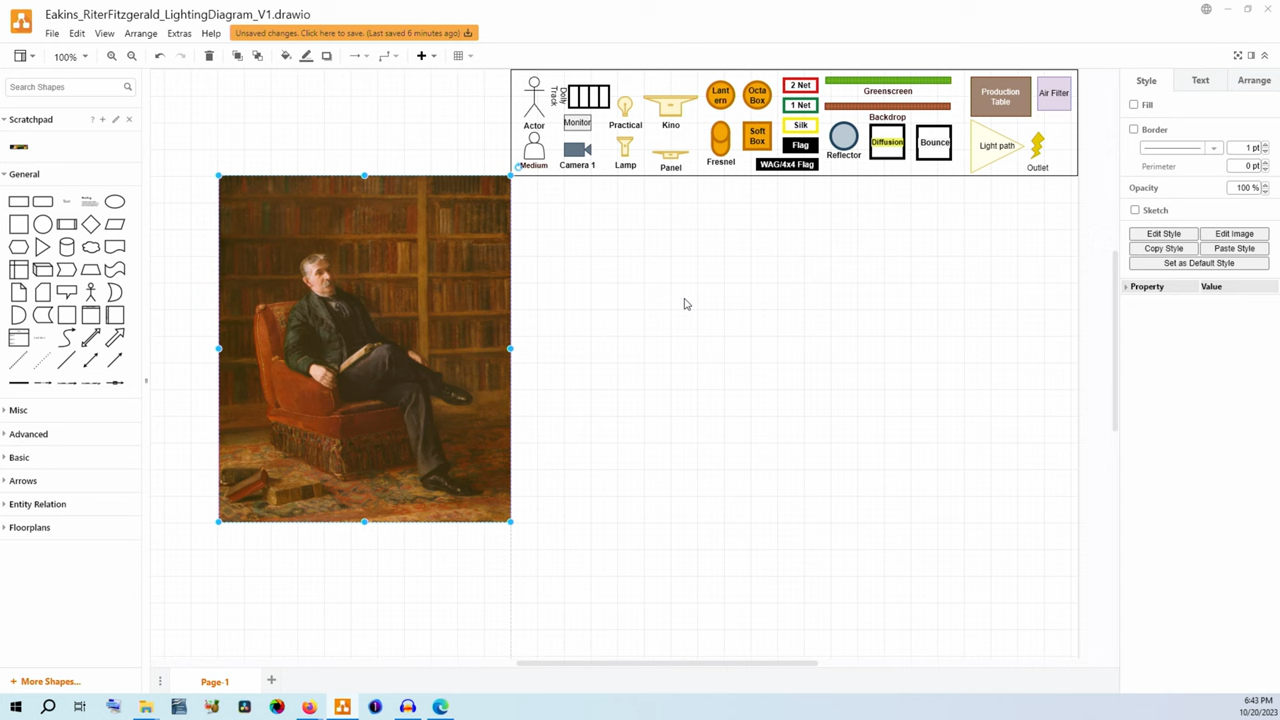 Eakins_RiterFitzgerald_LightingDiagram_V1.drawio
File Edit View Arrange Extras Help
Unsaved changes. Click here to save. (Last saved 6 minutes ago)
100%
Search Shapes
Scratchpad
General
Text
Misc
Advanced
Basic
Arrows
Entity Relation
Floorplans
More Shapes...
Actor
Dolly Track
Monitor
Medium
Camera 1
Practical
Lamp
Kino
Panel
Lant
ern
Octa
Box
Fresnel
Soft
Box
2 Net
1 Net
Silk
Flag
WAG/4x4 Flag
Greenscreen
Backdrop
Reflector
Diffusion
Bounce
Production
Table
Air Filter
Light path
Outlet
Style Text Arrange
Fill
Border
1 pt
Perimeter 0 pt
Opacity 100 %
Sketch
Edit Style Edit Image
Copy Style Paste Style
Set as Default Style
Property Value
Page-1
6:43 PM
10/20/2023